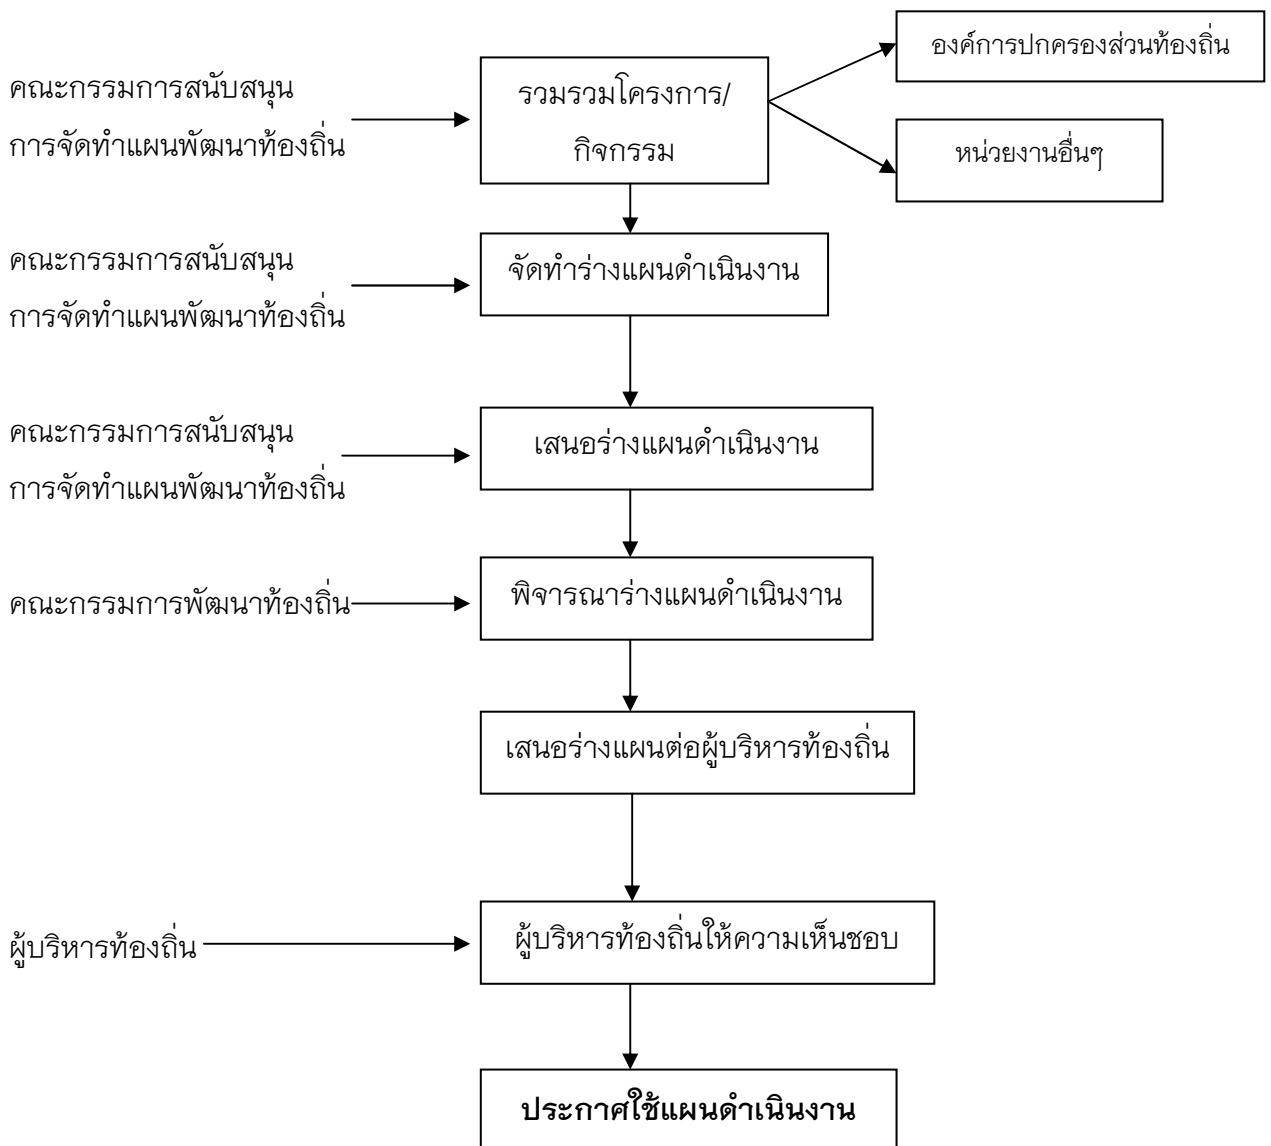 องค์การปกครองส่วนท้องถิ่น
คณะกรรมการสนับสนุน
การจัดทำแผนพัฒนาท้องถิ่น
รวมรวมโครงการ/
กิจกรรม
หน่วยงานอื่นๆ
คณะกรรมการสนับสนุน
การจัดทำแผนพัฒนาท้องถิ่น
จัดทำร่างแผนดำเนินงาน
คณะกรรมการสนับสนุน
การจัดทำแผนพัฒนาท้องถิ่น
เสนอร่างแผนดำเนินงาน
คณะกรรมการพัฒนาท้องถิ่น
พิจารณาร่างแผนดำเนินงาน
เสนอร่างแผนต่อผู้บริหารท้องถิ่น
ผู้บริหารท้องถิ่น
ผู้บริหารท้องถิ่นให้ความเห็นชอบ
ประกาศใช้แผนดำเนินงาน